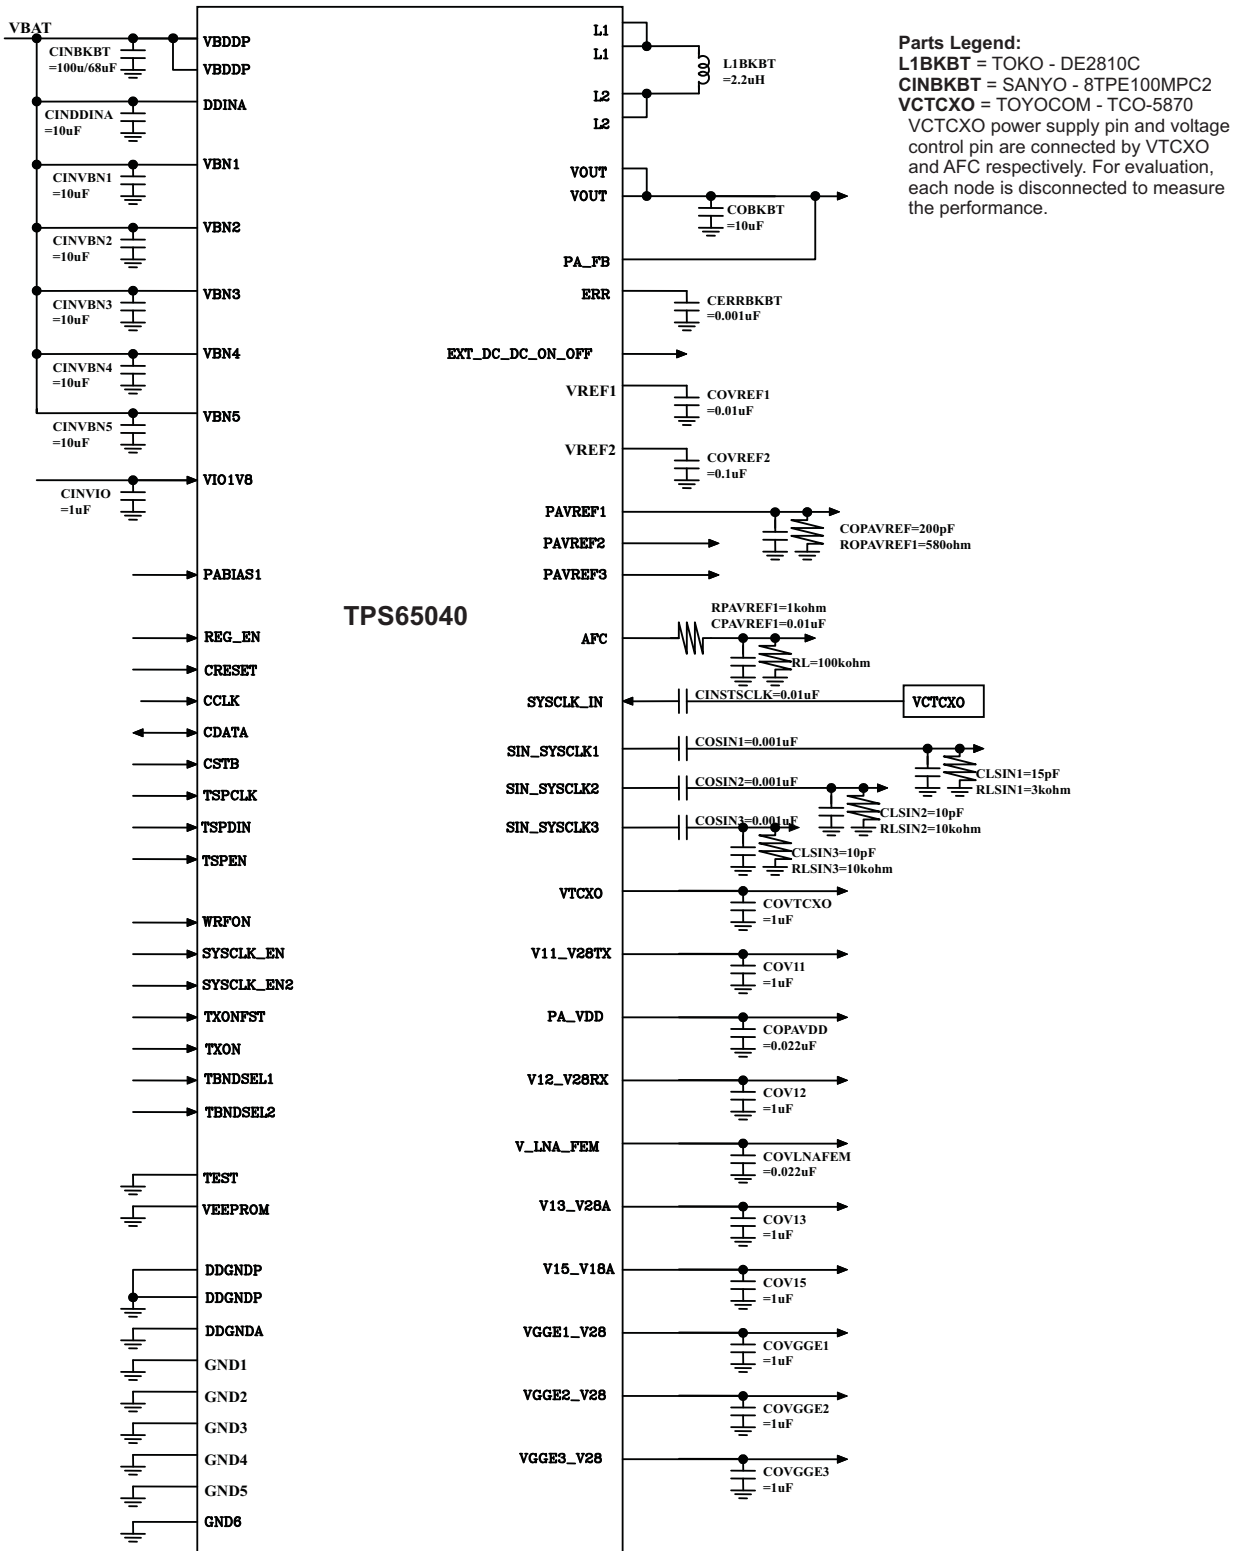 VBAT
CINBKBT
=100u/68uF
VBDDP
VBDDP
CINDDINA
=10uF
DDINA
CINVBN1
=10uF
VBN1
CINVBN2
=10uF
VBN2
CINVBN3
=10uF
VBN3
CINVBN4
=10uF
VBN4
CINVBN5
=10uF
VBN5
CINVIO
=1uF
VIO1V8
PABIAS1
REG_EN
CRESET
CCLK
CDATA
CSTB
TSPCLK
TSPDIN
TSPEN
WRFON
SYSCLK_EN
SYSCLK_EN2
TXONFST
TXON
TBNDSEL1
TBNDSEL2
TEST
VEEPROM
DDGNDP
DDGNDP
DDGNDA
GND1
GND2
GND3
GND4
GND5
GND6
TPS65040
L1
L1
L2
L2
L1BKBT
=2.2uH
VOUT
VOUT
COBKBT
=10uF
PA_FB
ERR
CERRBKBT
=0.001uF
EXT_DC_DC_ON_OFF
VREF1
COVREF1
=0.01uF
VREF2
COVREF2
=0.1uF
PAVREF1
COPAVREF=200pF
ROPAVREF1=580ohm
PAVREF2
PAVREF3
RPAVREF1=1kohm
CPAVREF1=0.01uF
AFC
RL=100kohm
SYSCLK_IN
CINSTSCLK=0.01uF
VCTCXO
SIN_SYSCLK1
COSIN1=0.001uF
CLSIN1=15pF
RLSIN1=3kohm
SIN_SYSCLK2
COSIN2=0.001uF
CLSIN2=10pF
RLSIN2=10kohm
SIN_SYSCLK3
COSIN3=0.001uF
CLSIN3=10pF
RLSIN3=10kohm
VTCXO
COVTCXO
=1uF
V11_V28TX
COV11
=1uF
PA_VDD
COPAVDD
=0.022uF
V12_V28RX
COV12
=1uF
V_LNA_FEM
COVLNAFEM
=0.022uF
V13_V28A
COV13
=1uF
V15_V18A
COV15
=1uF
VGGE1_V28
COVGGE1
=1uF
VGGE2_V28
COVGGE2
=1uF
VGGE3_V28
COVGGE3
=1uF
Parts Legend:
L1BKBT = TOKO - DE2810C
CINBKBT = SANYO - 8TPE100MPC2
VCTCXO = TOYOCOM - TCO-5870
VCTCXO power supply pin and voltage
control pin are connected by VTCXO
and AFC respectively. For evaluation,
each node is disconnected to measure
the performance.